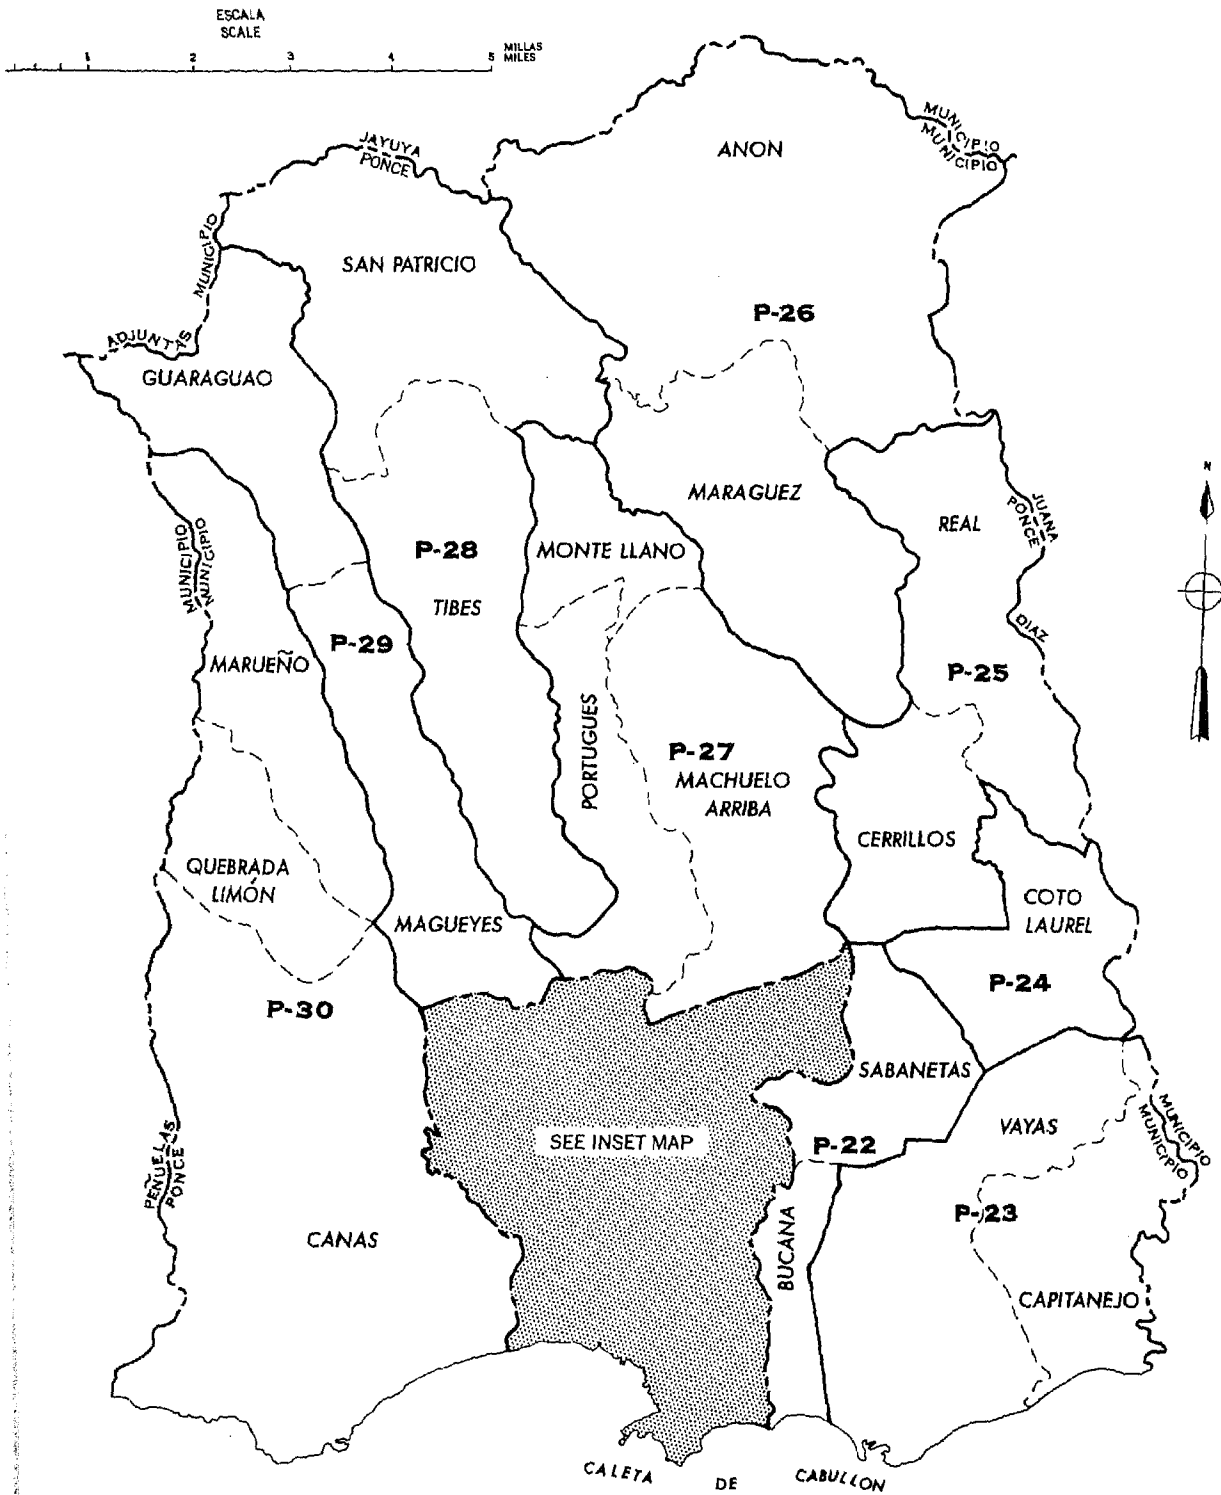 ESCALA
SCALE
1 2 3 4 5 MILLAS
MILES
ANON
MUNICIPIO
MUNICIPIO
JAYUYA
PONCE
MUNICIPIO
SAN PATRICIO
P-26
ADJUNTAS
GUARAGUAO
N
MARAGUEZ
REAL
JUANA
PONCE
MUNICIPIO
MUNICIPIO
P-28
MONTE LLANO
TIBES
DIAZ
P-29
MARUEÑO
P-25
PORTUGUES
P-27
MACHUELO
ARRIBA
CERRILLOS
QUEBRADA
LIMÓN
COTO
LAUREL
MAGUEYES
P-24
P-30
SABANETAS
VAYAS
MUNICIPIO
MUNICIPIO
SEE INSET MAP
P-22
PEÑUELAS
PONCE
P-23
BUCANA
CANAS
CAPITANEJO
CALETA DE CABULLON